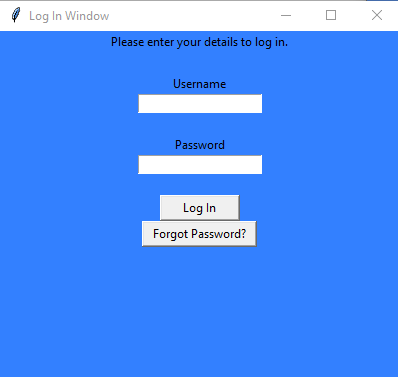 Log In Window
Please enter your details to log in.
Username
Password
Log In
Forgot Password?